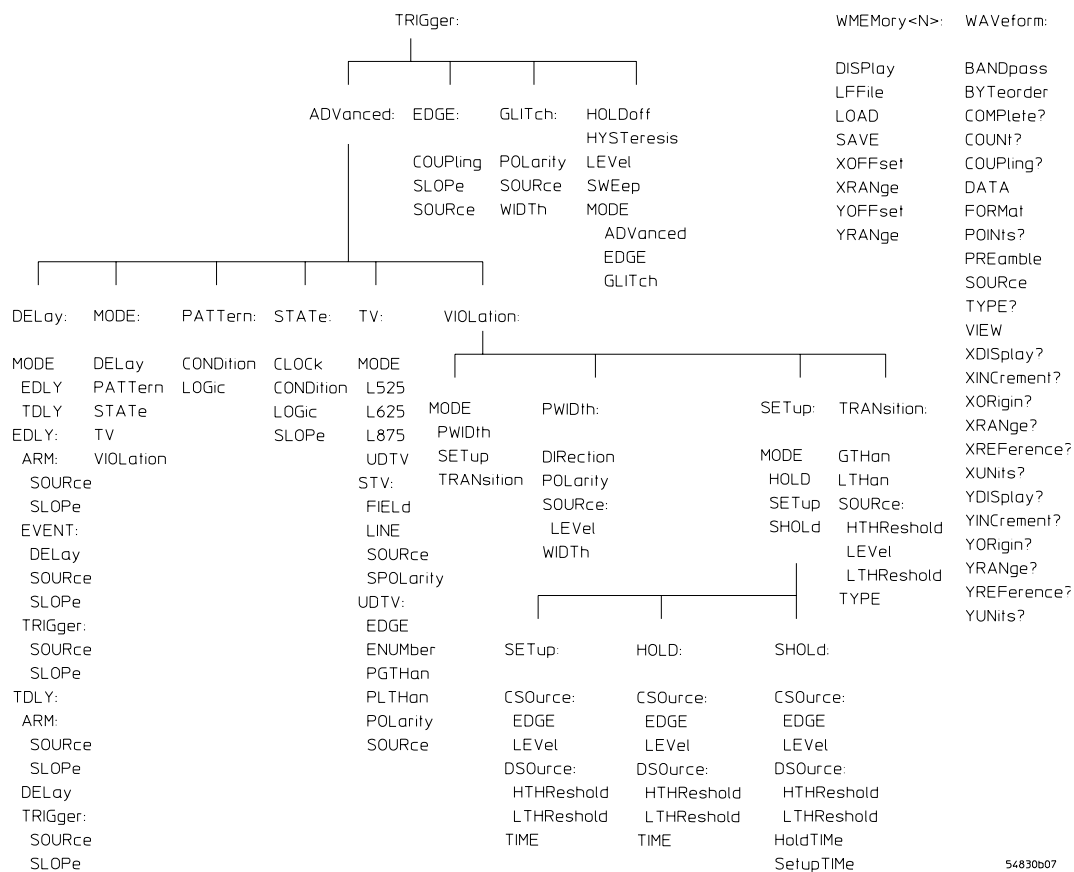 TRIGger:
ADVanced:
EDGE:
COUPling
SLOPe
SOURce
GLITch:
POLarity
SOURce
WIDTh
HOLDoff
HYSTeresis
LEVel
SWEep
MODE
ADVanced
EDGE
GLITch
WMEMory<N>:
DISPlay
LFFile
LOAD
SAVE
XOFFset
XRANge
YOFFset
YRANge
WAVeform:
BANDpass
BYTeorder
COMPlete?
COUNt?
COUPling?
DATA
FORMat
POINts?
PREamble
SOURce
TYPE?
VIEW
XDISplay?
XINCrement?
XORigin?
XRANge?
XREFerence?
XUNits?
YDISplay?
YINCrement?
YORigin?
YRANge?
YREFerence?
YUNits?
DELay:
MODE
EDLY
TDLY
EDLY:
ARM:
SOURce
SLOPe
EVENT:
DELay
SOURce
SLOPe
TRIGger:
SOURce
SLOPe
TDLY:
ARM:
SOURce
SLOPe
DELay
TRIGger:
SOURce
SLOPe
MODE:
DELay
PATTern
STATe
TV
VIOLation
PATTern:
CONDition
LOGic
STATe:
CLOCk
CONDition
LOGic
SLOPe
TV:
MODE
L525
L625
L875
UDTV
STV:
FIELd
LINE
SOURce
SPOLarity
UDTV:
EDGE
ENUMber
PGTHan
PLTHan
POLarity
SOURce
VIOLation:
MODE
PWIDth
SETup
TRANsition
PWIDth:
DIRection
POLarity
SOURce:
LEVel
WIDTh
SETup:
MODE
HOLD
SETup
SHOLd
TRANsition:
GTHan
LTHan
SOURce:
HTHReshold
LEVel
LTHReshold
TYPE
SETup:
CSOurce:
EDGE
LEVel
DSOurce:
HTHReshold
LTHReshold
TIME
HOLD:
CSOurce:
EDGE
LEVel
DSOurce:
HTHReshold
LTHReshold
TIME
SHOLd:
CSOurce:
EDGE
LEVel
DSOurce:
HTHReshold
LTHReshold
HoldTIMe
SetupTIMe
54830b07